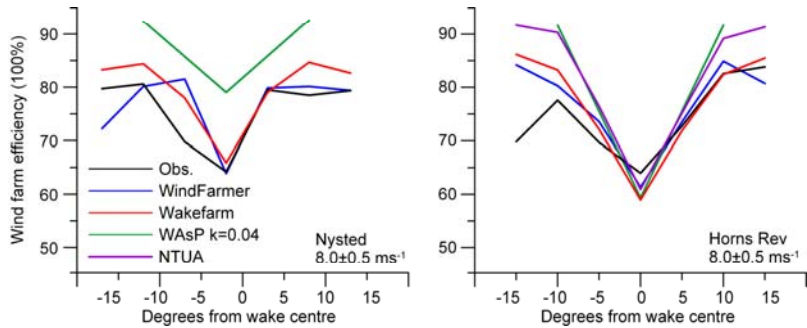 Wind farm efficiency (100%)
90
80
70
60
50
Obs.
WindFarmer
Wakefarm
WAsP k=0.04
NTUA
Nysted
8.0±0.5 ms-1
-15 -10 -5 0 5 10 15
Degrees from wake centre
90
80
70
60
50
Horns Rev
8.0±0.5 ms-1
-15 -10 -5 0 5 10 15
Degrees from wake centre